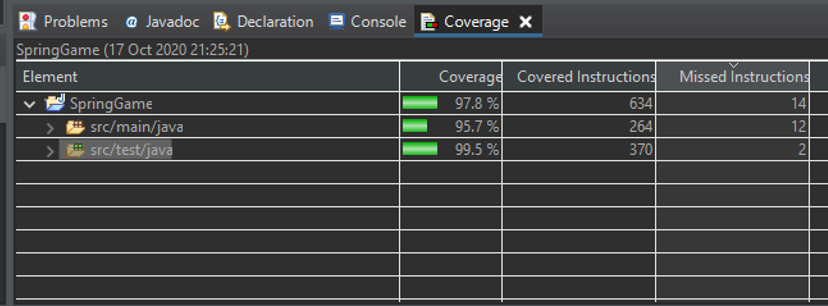 Problems @ Javadoc Declaration Console Coverage
SpringGame (17 Oct 2020 21:25:21)
Element Coverage Covered Instructions Missed Instructions
SpringGame 97.8 % 634 14
src/main/java 95.7 % 264 12
src/test/java 99.5 % 370 2